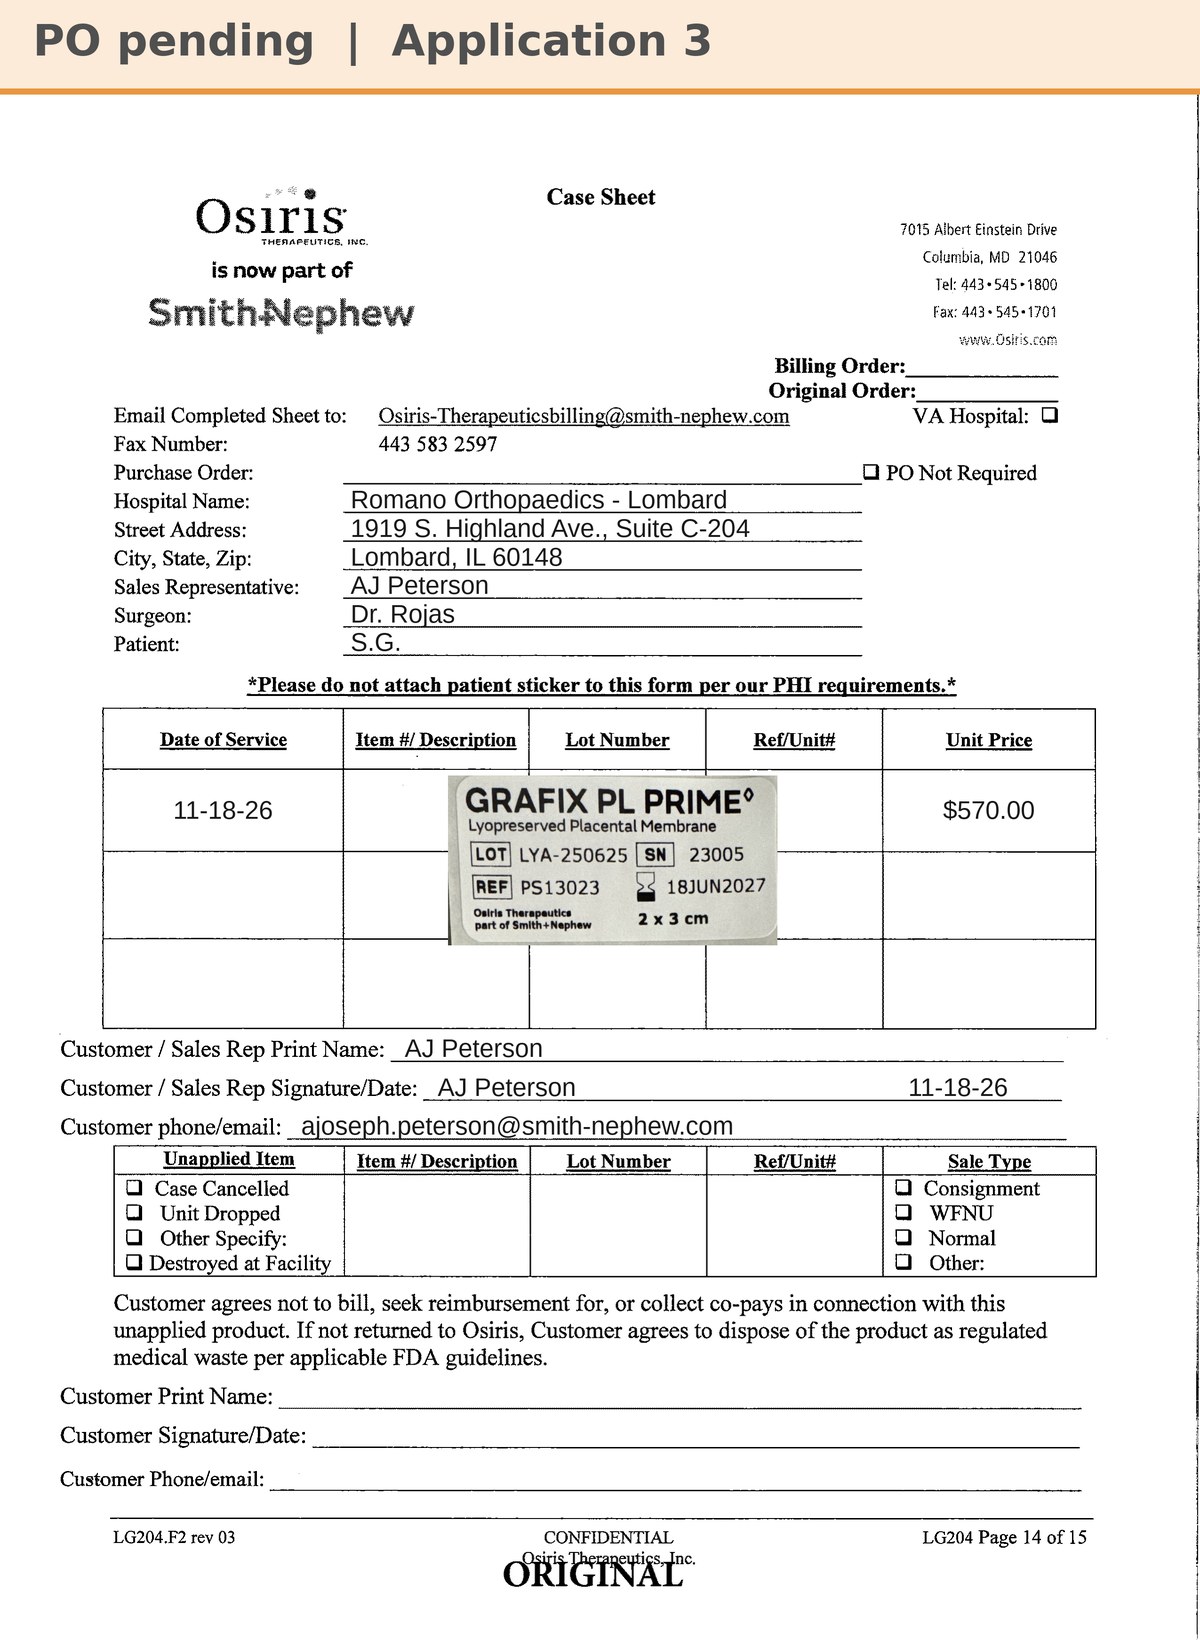 PO pending | Application 3
Osiris
THERAPEUTICS, INC.
is now part of
Smith+Nephew
Case Sheet
7015 Albert Einstein Drive
Columbia, MD 21046
Tel: 443•545•1800
Fax: 443•545•1701
www.Osiris.com
Billing Order:
Original Order:
Email Completed Sheet to: Osiris-Therapeuticsbilling@smith-nephew.com VA Hospital: ☐
Fax Number: 443 583 2597
Purchase Order: ☐ PO Not Required
Hospital Name: Romano Orthopaedics - Lombard
Street Address: 1919 S. Highland Ave., Suite C-204
City, State, Zip: Lombard, IL 60148
Sales Representative: AJ Peterson
Surgeon: Dr. Rojas
Patient: S.G.
*Please do not attach patient sticker to this form per our PHI requirements.*
Date of Service Item #/ Description Lot Number Ref/Unit# Unit Price
11-18-26 $570.00
GRAFIX PL PRIME◊
Lyopreserved Placental Membrane
LOT LYA-250625 SN 23005
REF PS13023 18JUN2027
Osiris Therapeutics
part of Smith+Nephew
2 x 3 cm
Customer / Sales Rep Print Name: AJ Peterson
Customer / Sales Rep Signature/Date: AJ Peterson 11-18-26
Customer phone/email: ajoseph.peterson@smith-nephew.com
Unapplied Item Item #/ Description Lot Number Ref/Unit# Sale Type
☐ Case Cancelled ☐ Consignment
☐ Unit Dropped ☐ WFNU
☐ Other Specify: ☐ Normal
☐ Destroyed at Facility ☐ Other:
Customer agrees not to bill, seek reimbursement for, or collect co-pays in connection with this
unapplied product. If not returned to Osiris, Customer agrees to dispose of the product as regulated
medical waste per applicable FDA guidelines.
Customer Print Name:
Customer Signature/Date:
Customer Phone/email:
LG204.F2 rev 03 CONFIDENTIAL LG204 Page 14 of 15
Osiris Therapeutics, Inc.
ORIGINAL